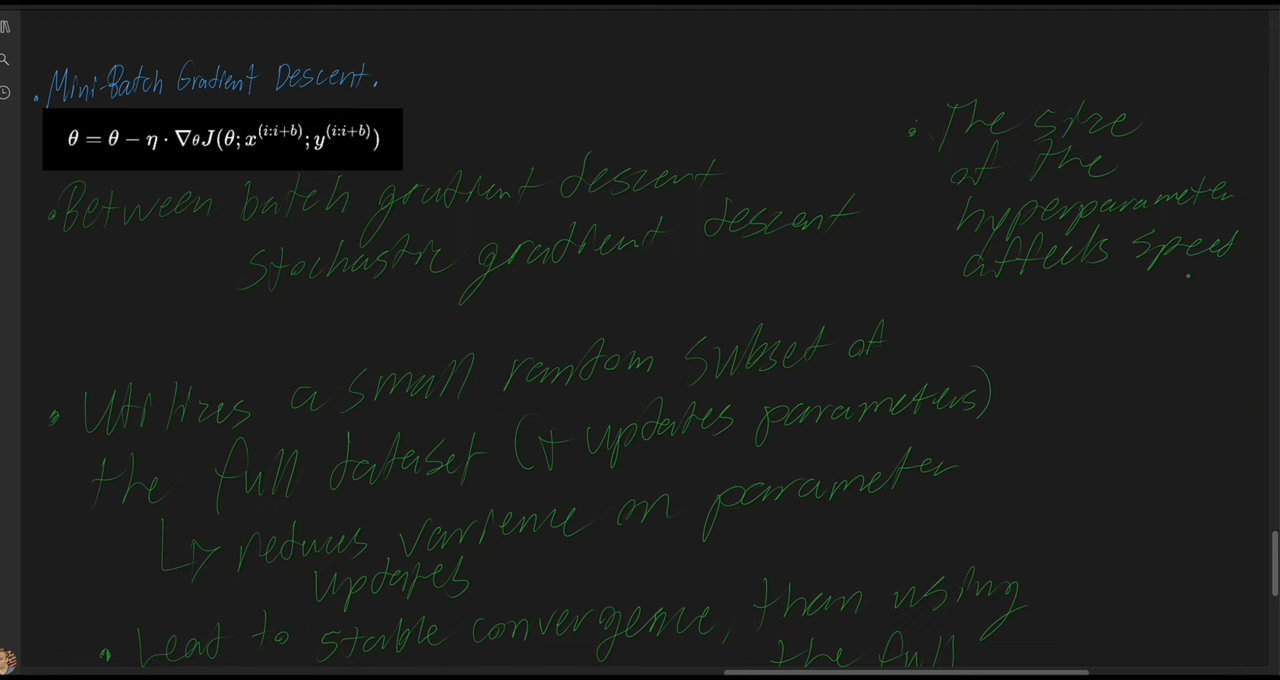 • Mini-Batch Gradient Descent.
θ = θ − η · ∇θJ(θ; x^(i:i+b); y^(i:i+b))
• Between batch gradient descent
stochastic gradient descent
• Utilizes a small random subset of
the full dataset (+ updates parameters)
↳ reduces varience on parameter
updates
• Lead to stable convergence, then using
the full
• The size
of the
hyperparameter
affects speed